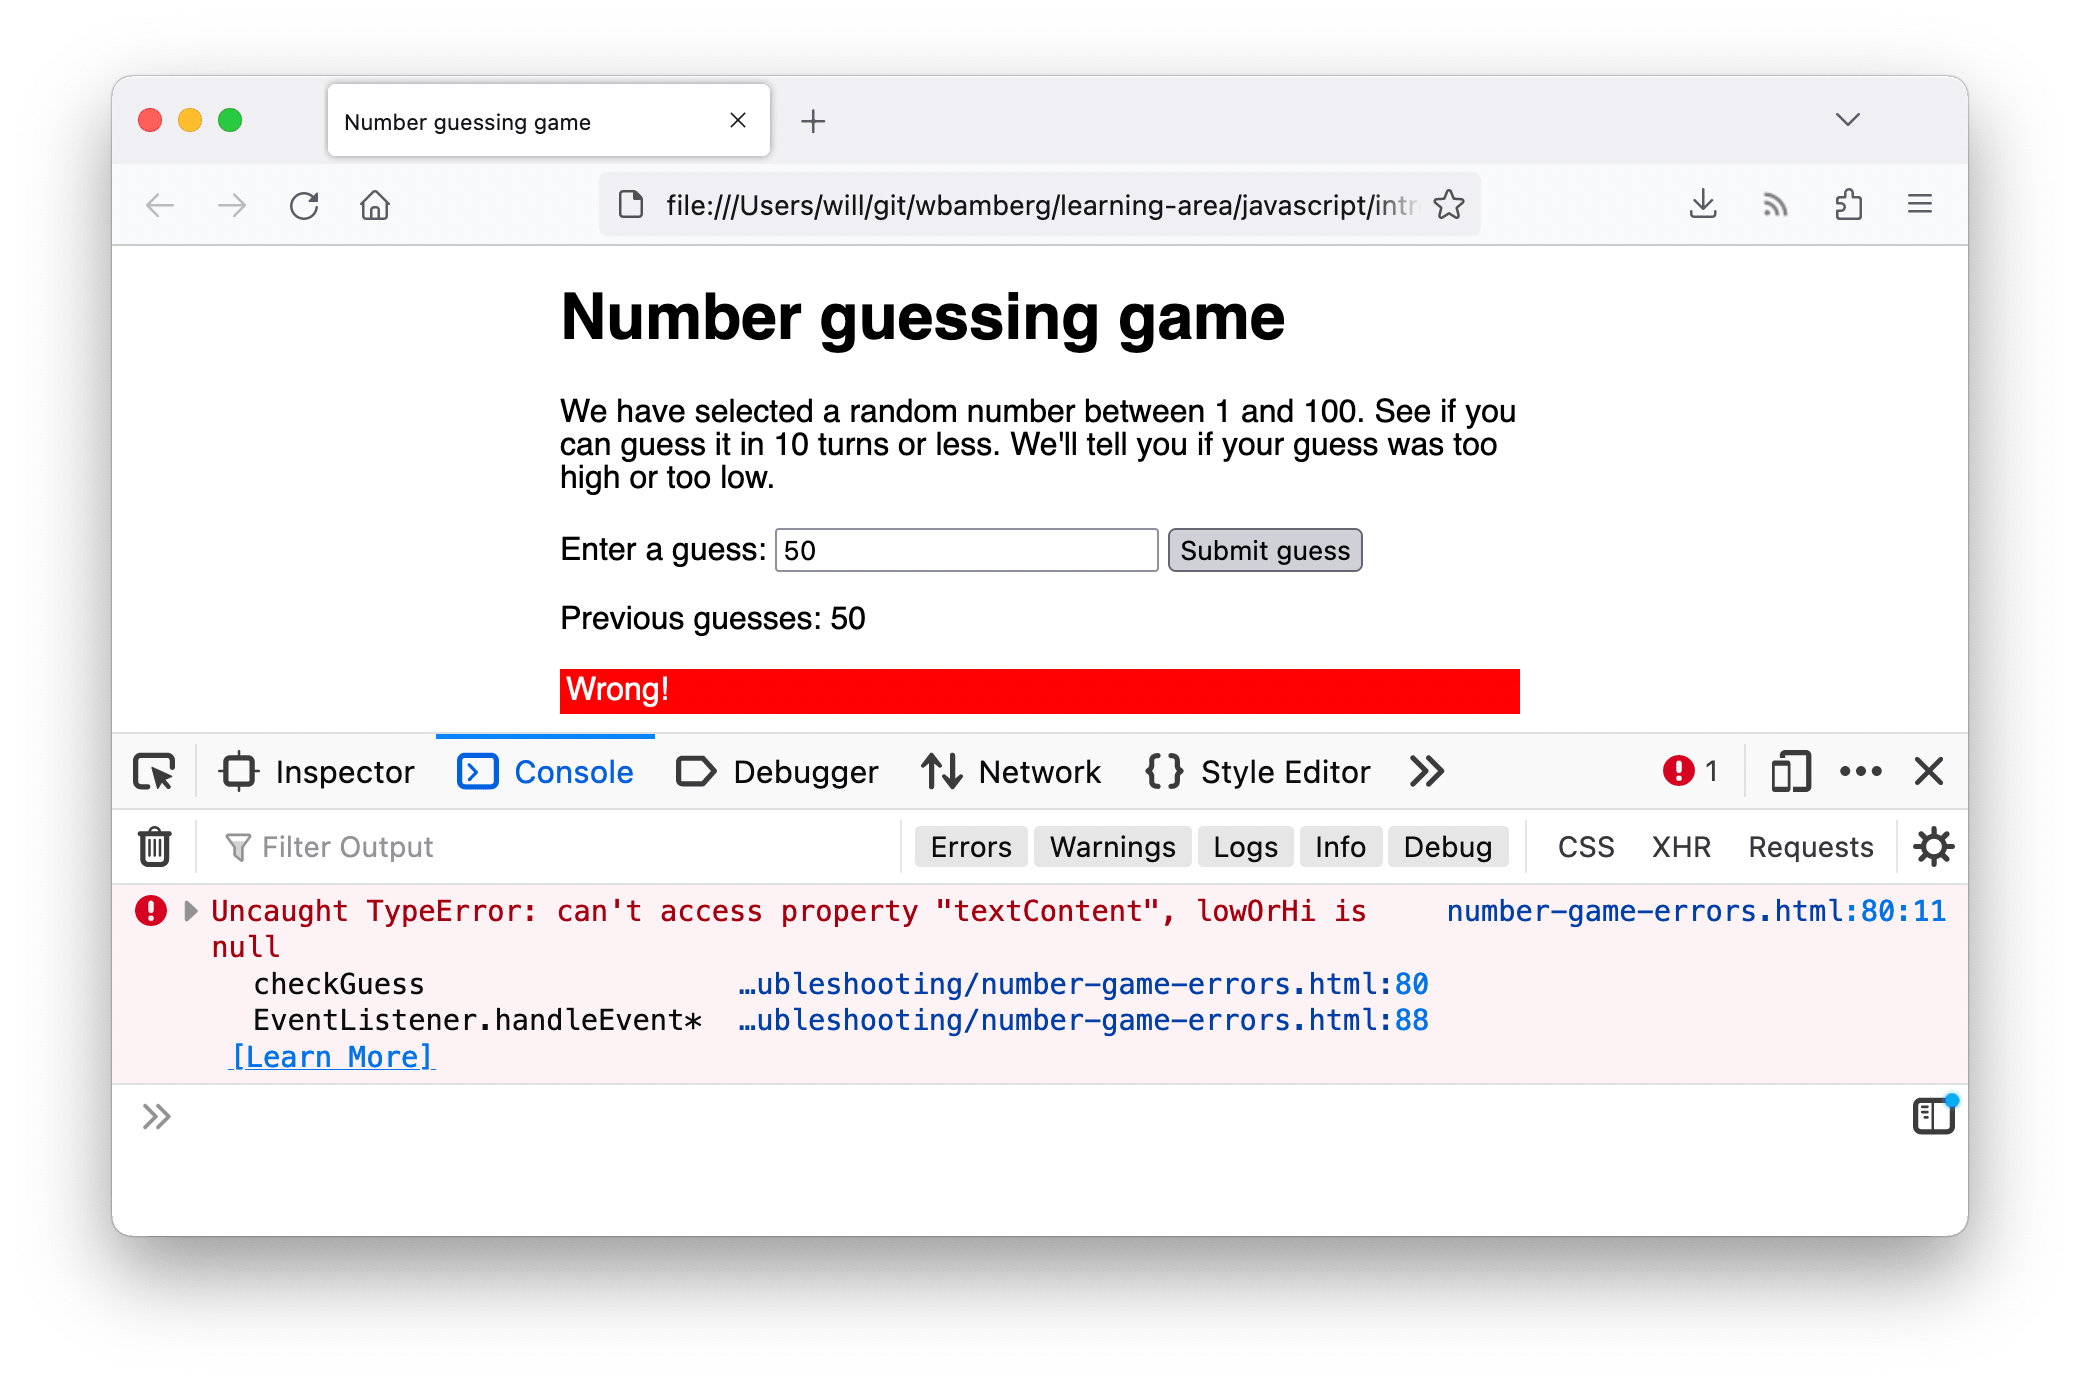 Number guessing game
file:///Users/will/git/wbamberg/learning-area/javascript/intr
Number guessing game
We have selected a random number between 1 and 100. See if you
can guess it in 10 turns or less. We'll tell you if your guess was too
high or too low.
Enter a guess: 50 Submit guess
Previous guesses: 50
Wrong!
Inspector Console Debugger Network Style Editor 1
Filter Output Errors Warnings Logs Info Debug CSS XHR Requests
Uncaught TypeError: can't access property "textContent", lowOrHi is number-game-errors.html:80:11
null
checkGuess …ubleshooting/number-game-errors.html:80
EventListener.handleEvent* …ubleshooting/number-game-errors.html:88
[Learn More]